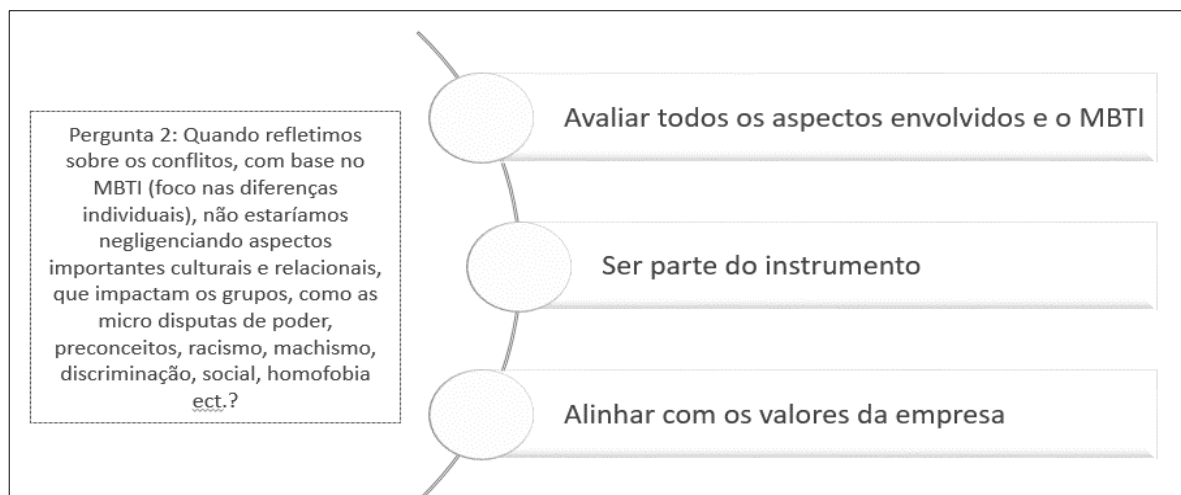 Pergunta 2: Quando refletimos
sobre os conflitos, com base no
MBTI (foco nas diferenças
individuais), não estaríamos
negligenciando aspectos
importantes culturais e relacionais,
que impactam os grupos, como as
micro disputas de poder,
preconceitos, racismo, machismo,
discriminação, social, homofobia
ect.?
Avaliar todos os aspectos envolvidos e o MBTI
Ser parte do instrumento
Alinhar com os valores da empresa